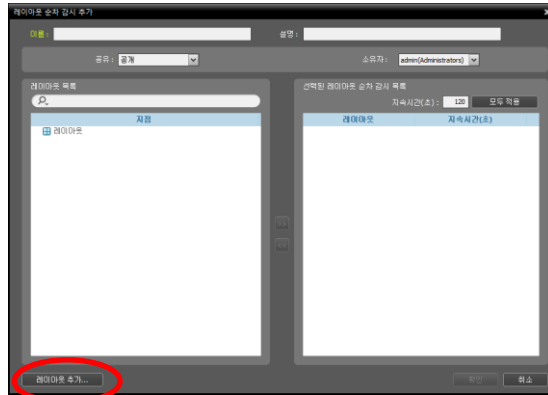 레이아웃 순차 감시 추가
이름 : 설명 :
공유 : 공개 소유자 : admin(Administrators)
레이아웃 목록 선택된 레이아웃 순차 감시 목록
지속시간(초) : 120 모두 적용
지점 레이아웃 지속시간(초)
레이아웃
레이아웃 추가... 확인 취소